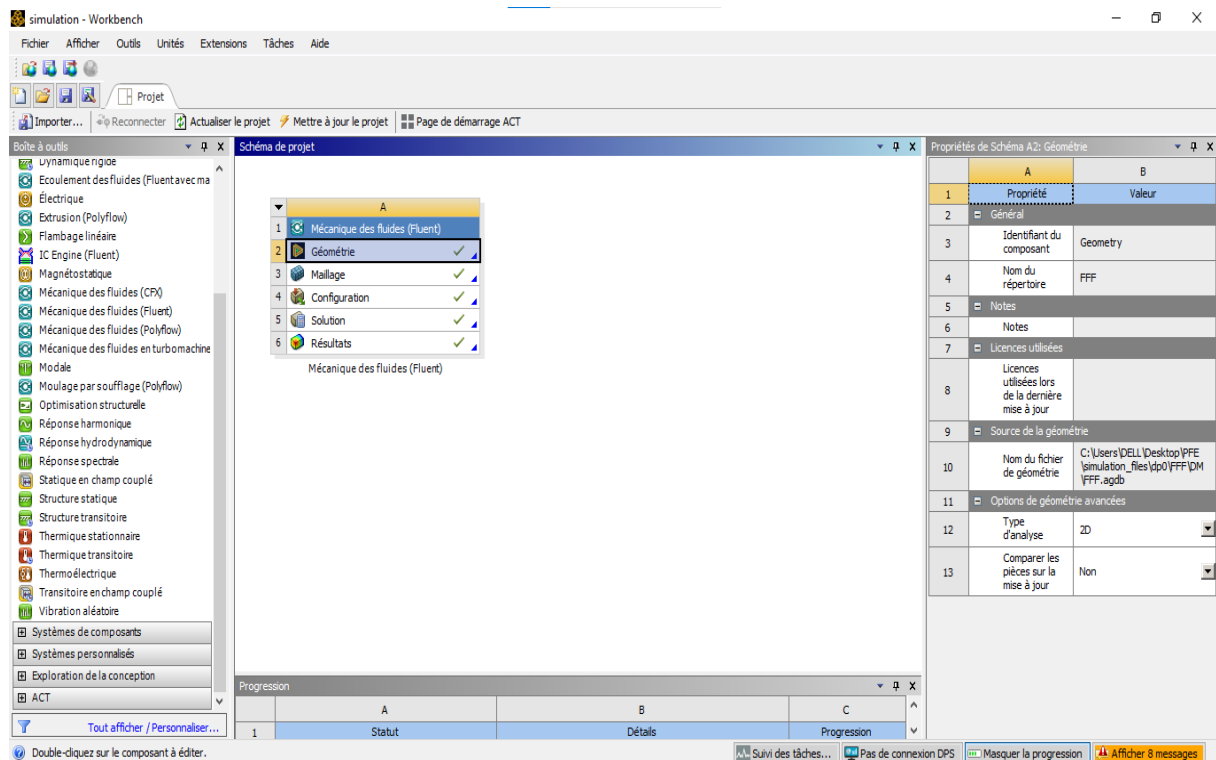 simulation - Workbench
Fichier Afficher Outils Unités Extensions Tâches Aide
Projet
Importer... Reconnecter Actualiser le projet Mettre à jour le projet Page de démarrage ACT
Boîte à outils
Dynamique rigide
Ecoulement des fluides (Fluent avec ma
Électrique
Extrusion (Polyflow)
Flambage linéaire
IC Engine (Fluent)
Magnétostatique
Mécanique des fluides (CFX)
Mécanique des fluides (Fluent)
Mécanique des fluides (Polyflow)
Mécanique des fluides en turbomachine
Modale
Moulage par soufflage (Polyflow)
Optimisation structurelle
Réponse harmonique
Réponse hydrodynamique
Réponse spectrale
Statique en champ couplé
Structure statique
Structure transitoire
Thermique stationnaire
Thermique transitoire
Thermoélectrique
Transitoire en champ couplé
Vibration aléatoire
Systèmes de composants
Systèmes personnalisés
Exploration de la conception
ACT
Tout afficher / Personnaliser...
Schéma de projet
A
1 Mécanique des fluides (Fluent)
2 Géométrie
3 Maillage
4 Configuration
5 Solution
6 Résultats
Mécanique des fluides (Fluent)
Progression
A B C
1 Statut Détails Progression
Propriétés de Schéma A2: Géométrie
A B
1 Propriété Valeur
2 Général
3 Identifiant du composant Geometry
4 Nom du répertoire FFF
5 Notes
6 Notes
7 Licences utilisées
8 Licences utilisées lors de la dernière mise à jour
9 Source de la géométrie
10 Nom du fichier de géométrie C:\Users\DELL\Desktop\PFE\simulation_files\dp0\FFF\DM\FFF.agdb
11 Options de géométrie avancées
12 Type d'analyse 2D
13 Comparer les pièces sur la mise à jour Non
Double-cliquez sur le composant à éditer.
Suivi des tâches... Pas de connexion DPS Masquer la progression Afficher 8 messages